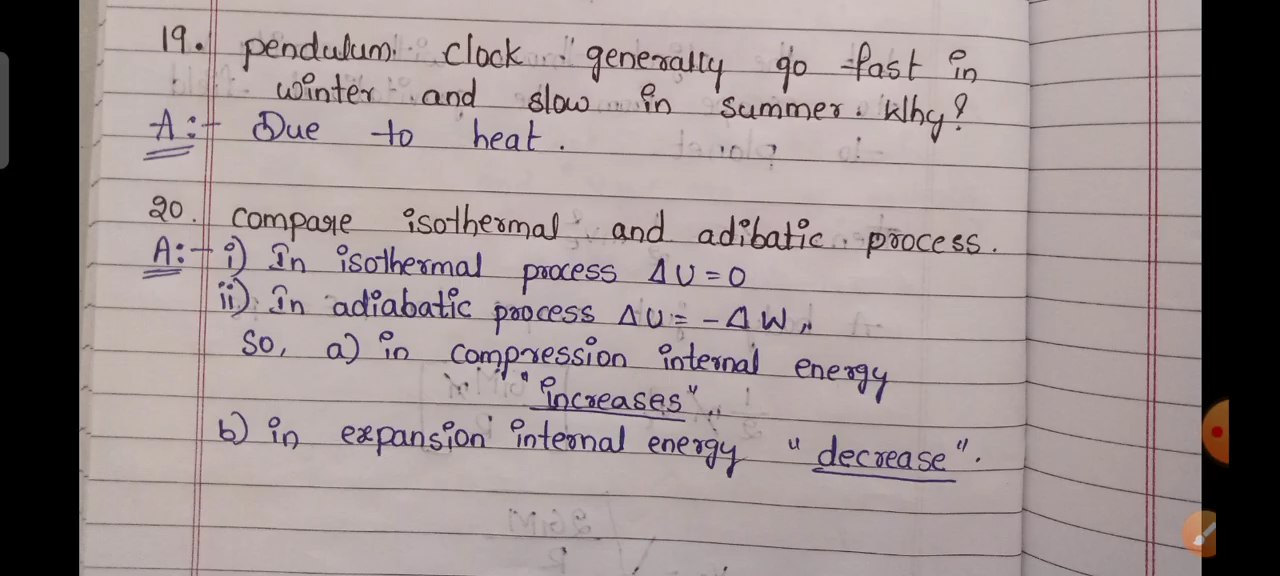 19. pendulum clock generally go fast in
winter and slow in summer. Why?
A:- Due to heat.
20. compare isothermal and adibatic process.
A:- i) In isothermal process ΔU = 0
ii) In adiabatic process ΔU = - ΔW,,
So, a) in compression internal energy
"increases",,
b) in expansion internal energy "decrease".
2GM
R